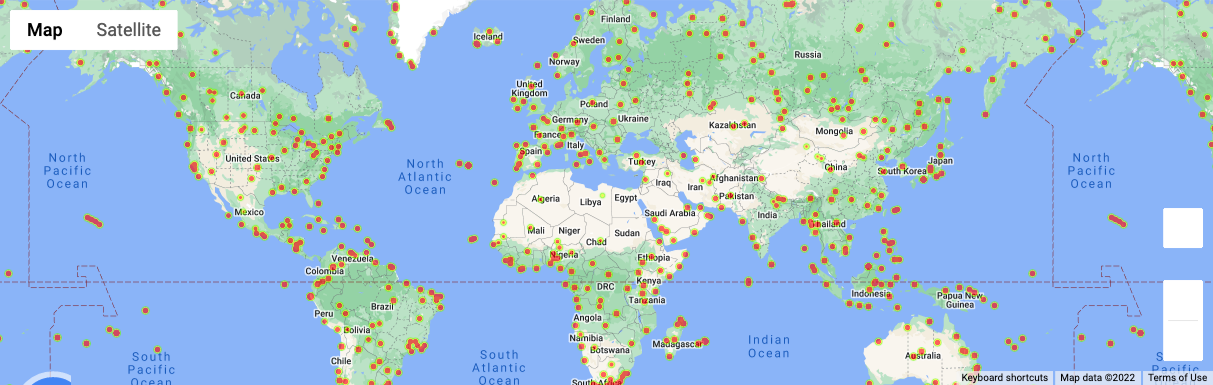 Map
Satellite
Iceland
Finland
Sweden
Norway
Russia
United
Kingdom
Canada
Poland
Germany
Ukraine
Kazakhstan
Mongolia
France
Italy
Spain
Turkey
United States
North
Pacific
Ocean
North
Atlantic
Ocean
China
Japan
South Korea
North
Pacific
Ocean
Afghanistan
Iraq
Iran
Pakistan
Algeria
Libya
Egypt
Mexico
Saudi Arabia
India
Mali
Niger
Sudan
Thailand
Chad
Venezuela
Nigeria
Ethiopia
Colombia
Kenya
DRC
Tanzania
Indonesia
Papua New
Guinea
Brazil
Peru
Angola
Bolivia
Namibia
Madagascar
Botswana
Indian
Ocean
Chile
South
Pacific
Ocean
South
Atlantic
Ocean
Australia
South Africa
Keyboard shortcuts
Map data ©2022
Terms of Use